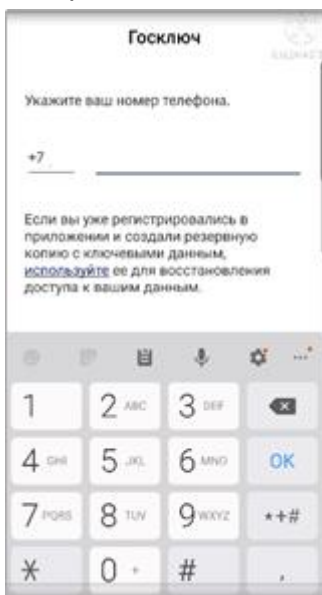 Госключ
Укажите ваш номер телефона.
+7
Если вы уже регистрировались в
приложении и создали резервную
копию с ключевыми данным,
используйте ее для восстановления
доступа к вашим данным.
1
2 ABC
3 DEF
4 GHI
5 JKL
6 MNO
OK
7 PQRS
8 TUV
9 WXYZ
*+#
*
0 +
#
,